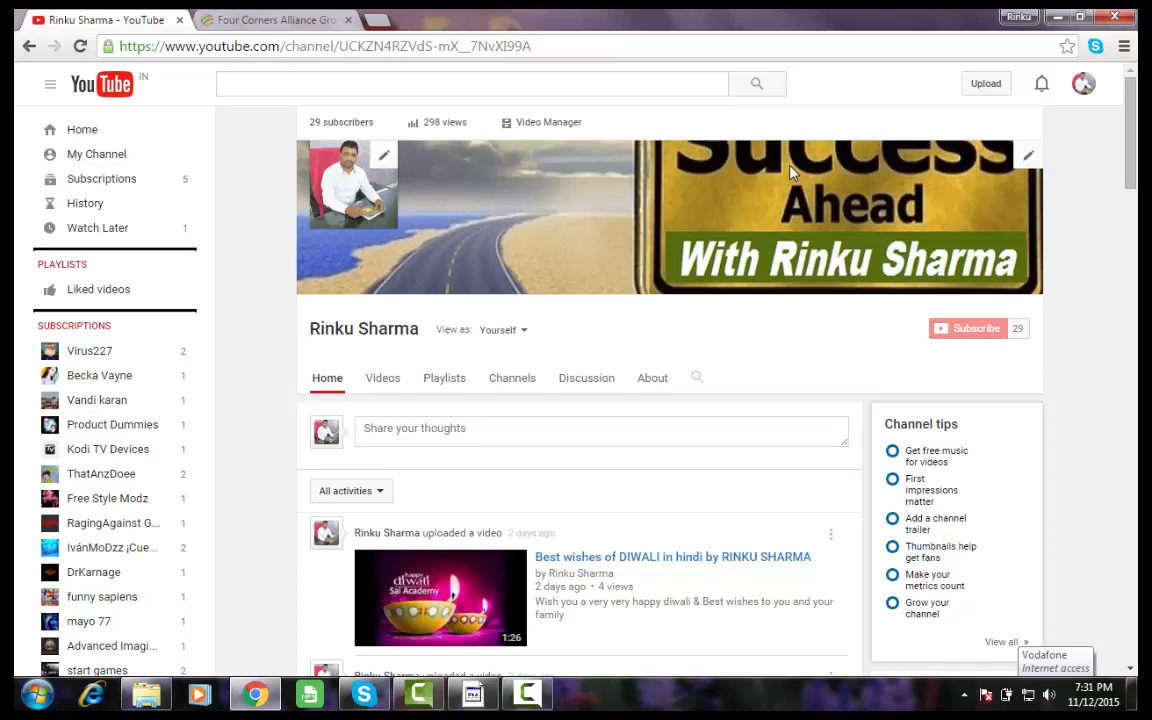 Rinku Sharma - YouTube
Four Corners Alliance Gro
Rinku
https://www.youtube.com/channel/UCKZN4RZVdS-mX__7NvXI99A
YouTube IN
Upload
Home
My Channel
Subscriptions 5
History
Watch Later 1
PLAYLISTS
Liked videos
SUBSCRIPTIONS
Virus227 2
Becka Vayne 1
Vandi karan 1
Product Dummies 1
Kodi TV Devices 1
ThatAnzDoee 2
Free Style Modz 1
RagingAgainst G... 1
IvánMoDzz ¡Cue... 2
DrKarnage 1
funny sapiens 1
mayo 77 1
Advanced Imagi... 1
start games 2
29 subscribers 298 views Video Manager
Success
Ahead
With Rinku Sharma
Rinku Sharma View as: Yourself
Subscribe 29
Home Videos Playlists Channels Discussion About
Share your thoughts
All activities
Rinku Sharma uploaded a video 2 days ago
happy
diwali
Sai Academy
1:26
Best wishes of DIWALI in hindi by RINKU SHARMA
by Rinku Sharma
2 days ago • 4 views
Wish you a very very happy diwali & Best wishes to you and your
family
Rinku Sharma uploaded a video 2 days ago
Channel tips
Get free music
for videos
First
impressions
matter
Add a channel
trailer
Thumbnails help
get fans
Make your
metrics count
Grow your
channel
View all »
Vodafone
Internet access
7:31 PM
11/12/2015